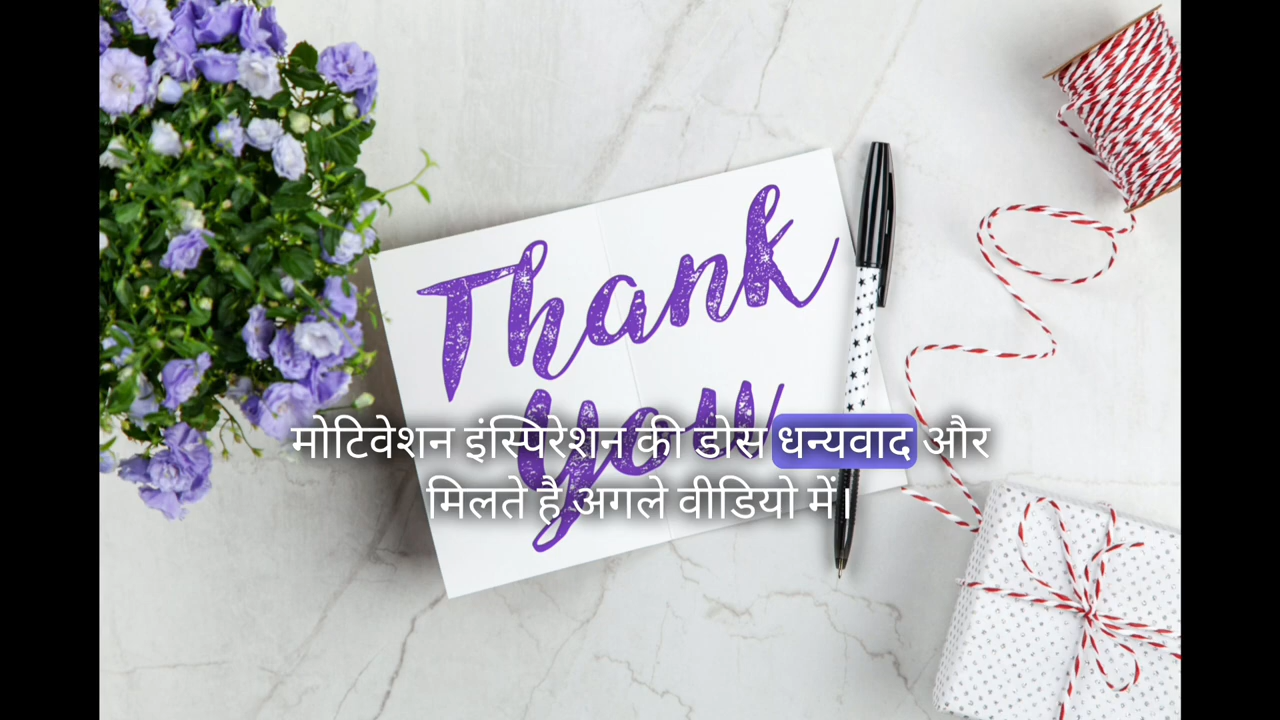 Thank
you
मोटिवेशन इंस्पिरेशन की डोस धन्यवाद और
मिलते है अगले वीडियो में।